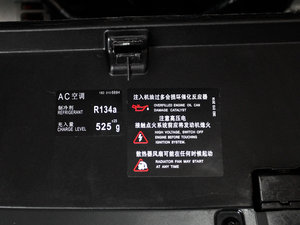 AC空调
制冷剂
REFRIGERANT
R134a
充入量
CHARGE LEVEL
525
±25
g
注入机油过多会损坏催化反应器
OVERFILLED ENGINE OIL CAN
DAMAGE CATALYST
注意高压电
接触点火系统前应将发动机熄火
HIGH VOLTAGE, SWITCH OFF
ENGINE BEFORE TOUCHING
IGNITION SYSTEM
散热器风扇可能在任何时候起动
RADIATOR FAN MAY START
AT ANY TIME